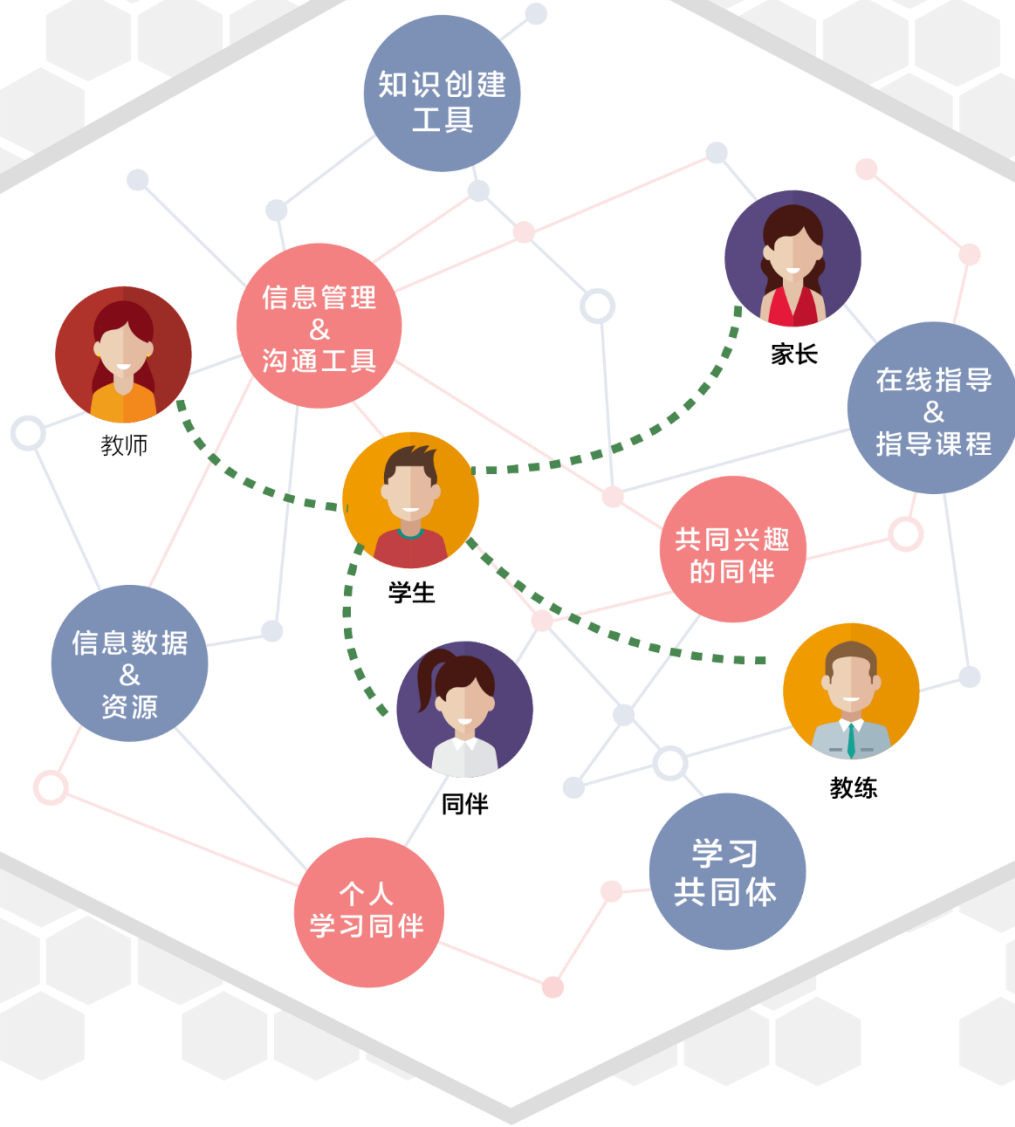 知识创建
工具
信息管理
&
沟通工具
家长
教师
在线指导
&
指导课程
共同兴趣
的同伴
学生
信息数据
&
资源
同伴
教练
学习
共同体
个人
学习同伴